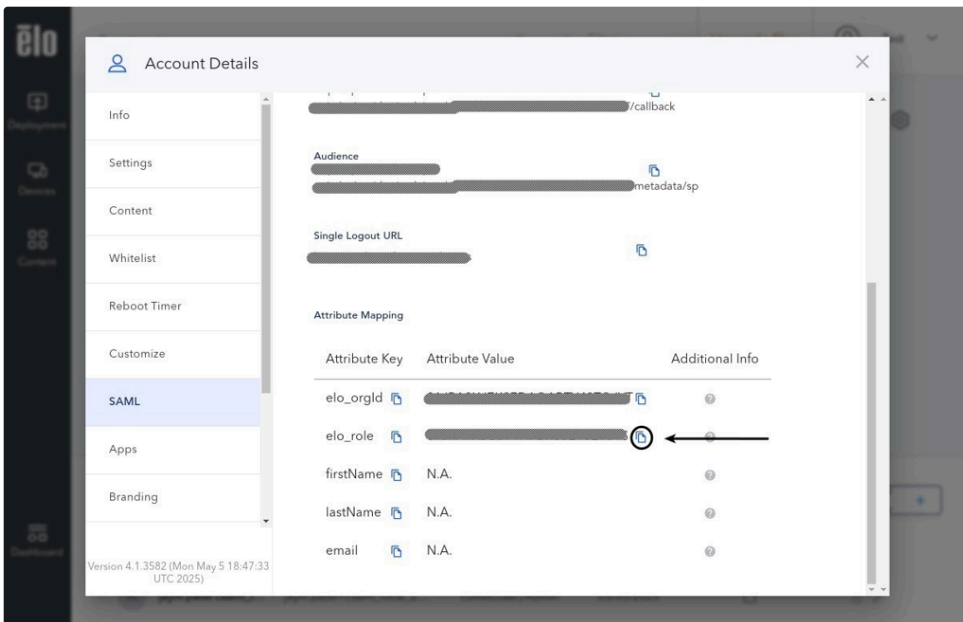 ēlo
Account Details
Deployment
Devices
Content
Dashboard
Info
Settings
Content
Whitelist
Reboot Timer
Customize
SAML
Apps
Branding
Version 4.1.3582 (Mon May 5 18:47:33
UTC 2025)
/callback
Audience
metadata/sp
Single Logout URL
Attribute Mapping
Attribute Key Attribute Value Additional Info
elo_orgId
elo_role
firstName N.A.
lastName N.A.
email N.A.